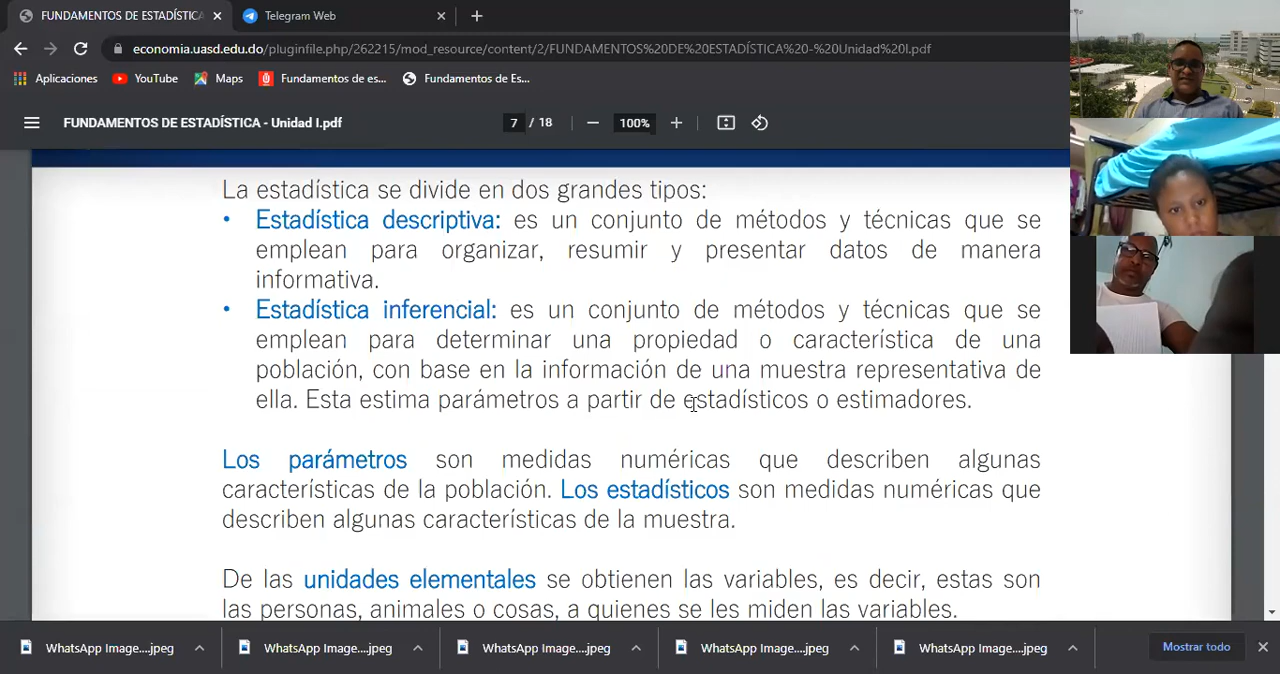 FUNDAMENTOS DE ESTADÍSTICA
Telegram Web
economia.uasd.edu.do/pluginfile.php/262215/mod_resource/content/2/FUNDAMENTOS%20DE%20ESTADÍSTICA%20-%20Unidad%20I.pdf
Aplicaciones YouTube Maps Fundamentos de es... Fundamentos de Es...
FUNDAMENTOS DE ESTADÍSTICA - Unidad I.pdf 7 / 18 100%
La estadística se divide en dos grandes tipos:
• Estadística descriptiva: es un conjunto de métodos y técnicas que se
emplean para organizar, resumir y presentar datos de manera
informativa.
• Estadística inferencial: es un conjunto de métodos y técnicas que se
emplean para determinar una propiedad o característica de una
población, con base en la información de una muestra representativa de
ella. Esta estima parámetros a partir de estadísticos o estimadores.
Los parámetros son medidas numéricas que describen algunas
características de la población. Los estadísticos son medidas numéricas que
describen algunas características de la muestra.
De las unidades elementales se obtienen las variables, es decir, estas son
las personas, animales o cosas, a quienes se les miden las variables.
WhatsApp Image....jpeg WhatsApp Image....jpeg WhatsApp Image....jpeg WhatsApp Image....jpeg WhatsApp Image....jpeg Mostrar todo